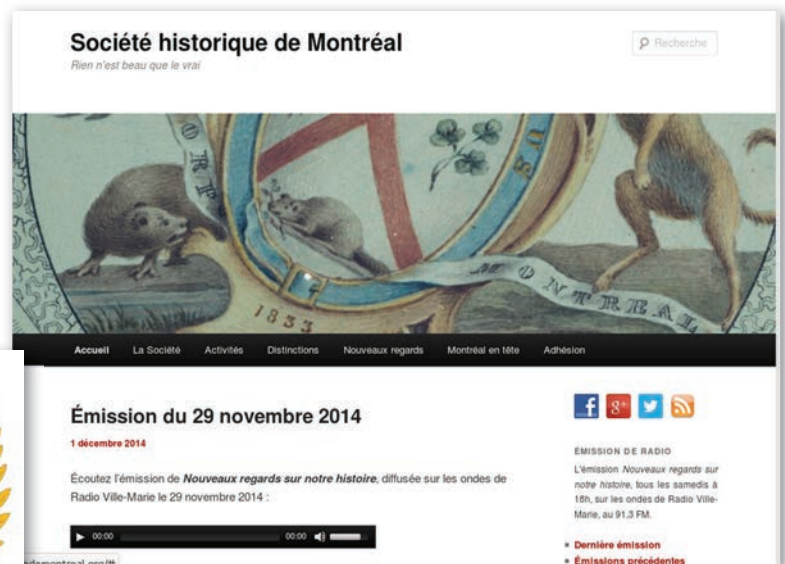 Société historique de Montréal
Rien n'est beau que le vrai
Recherche
MONTREAL
1833
Accueil La Société Activités Distinctions Nouveaux regards Montréal en tête Adhésion
Émission du 29 novembre 2014
1 décembre 2014
Écoutez l'émission de Nouveaux regards sur notre histoire, diffusée sur les ondes de
Radio Ville-Marie le 29 novembre 2014 :
00:00 00:00
ÉMISSION DE RADIO
L'émission Nouveaux regards sur
notre histoire, tous les samedis à
16h, sur les ondes de Radio Ville-
Marie, au 91,3 FM.
Dernière émission
Émissions précédentes